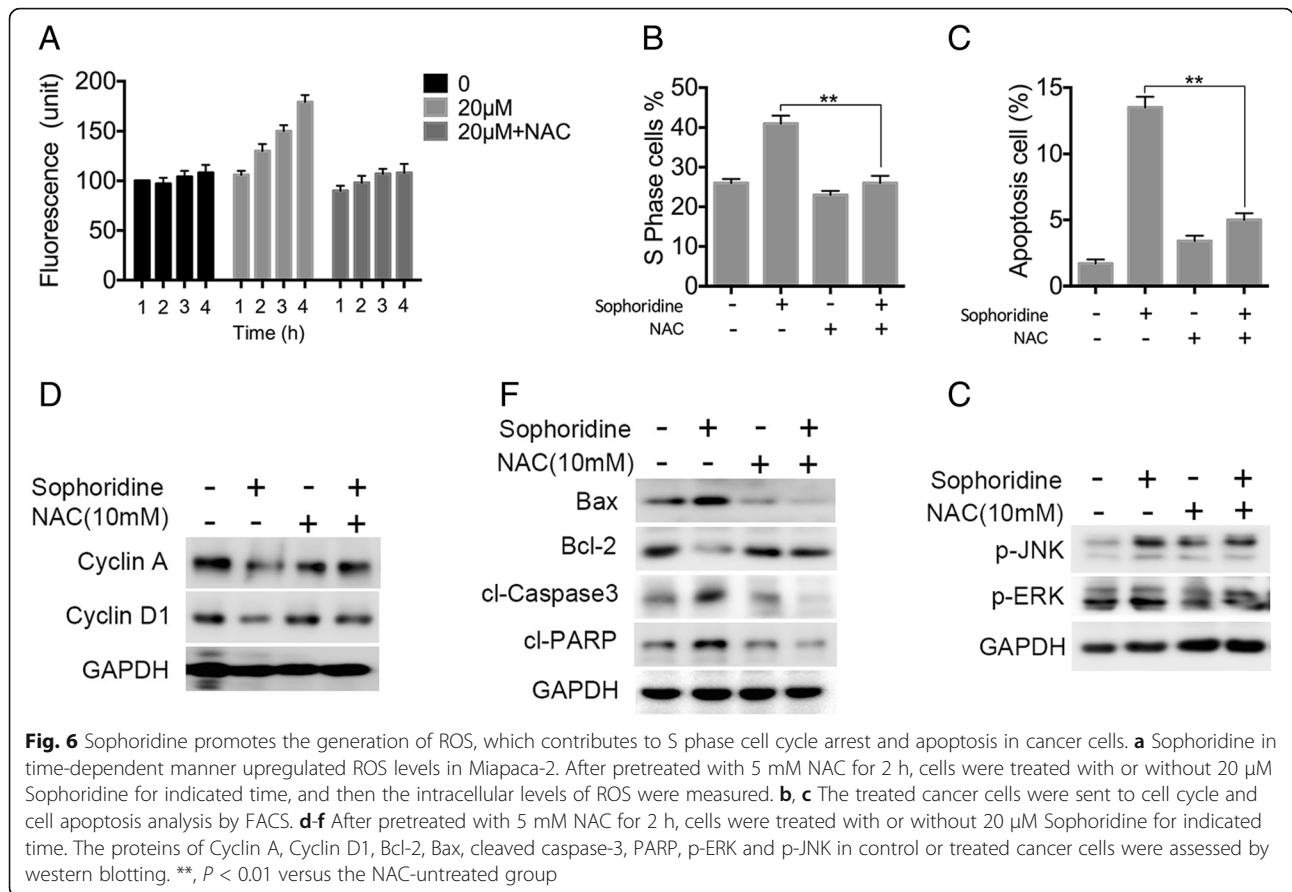 A
Fluorescence (unit)
200
150
100
50
0
1 2 3 4 1 2 3 4 1 2 3 4
Time (h)
0
20µM
20µM+NAC
B
S Phase cells %
60
50
40
30
20
10
0
Sophoridine - + - +
NAC - - + +
C
Apoptosis cell (%)
15
10
5
0
**
Sophoridine - + - +
NAC - - + +
**
D
Sophoridine - + - +
NAC(10mM) - - + +
Cyclin A
Cyclin D1
GAPDH
F
Sophoridine - + - +
NAC(10mM) - - + +
Bax
Bcl-2
cl-Caspase3
cl-PARP
GAPDH
C
Sophoridine - + - +
NAC(10mM) - - + +
p-JNK
p-ERK
GAPDH
Fig. 6 Sophoridine promotes the generation of ROS, which contributes to S phase cell cycle arrest and apoptosis in cancer cells. a Sophoridine in
time-dependent manner upregulated ROS levels in Miapaca-2. After pretreated with 5 mM NAC for 2 h, cells were treated with or without 20 µM
Sophoridine for indicated time, and then the intracellular levels of ROS were measured. b, c The treated cancer cells were sent to cell cycle and
cell apoptosis analysis by FACS. d-f After pretreated with 5 mM NAC for 2 h, cells were treated with or without 20 µM Sophoridine for indicated
time. The proteins of Cyclin A, Cyclin D1, Bcl-2, Bax, cleaved caspase-3, PARP, p-ERK and p-JNK in control or treated cancer cells were assessed by
western blotting. **, P < 0.01 versus the NAC-untreated group